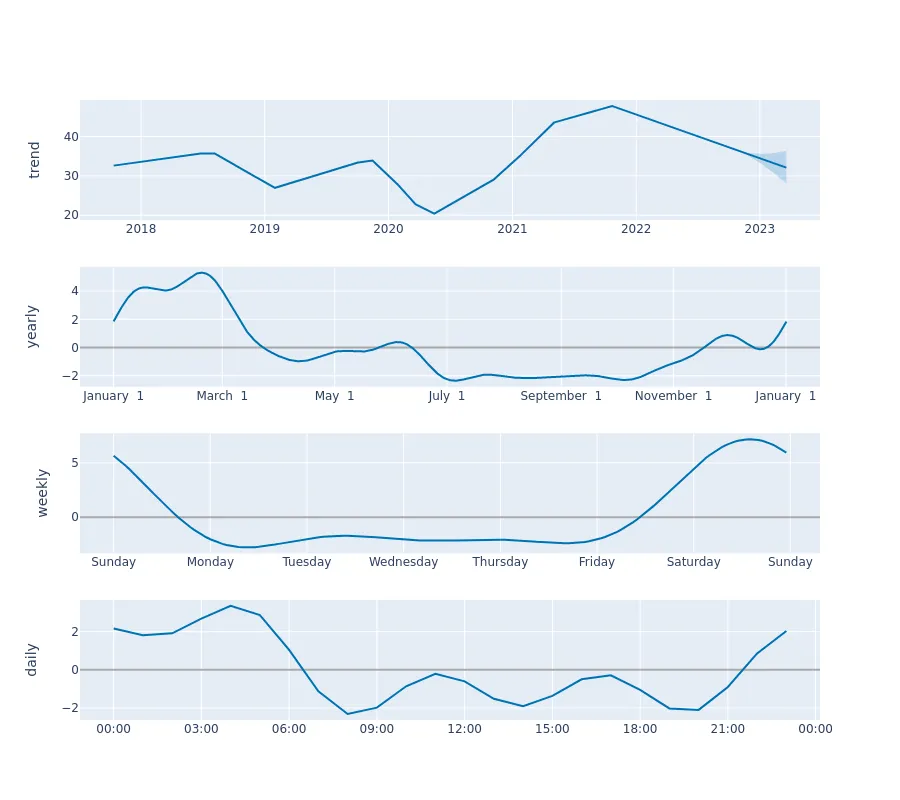 trend
40
30
20
2018 2019 2020 2021 2022 2023
yearly
4
2
0
−2
January 1 March 1 May 1 July 1 September 1 November 1 January 1
weekly
5
0
Sunday Monday Tuesday Wednesday Thursday Friday Saturday Sunday
daily
2
0
−2
00:00 03:00 06:00 09:00 12:00 15:00 18:00 21:00 00:00